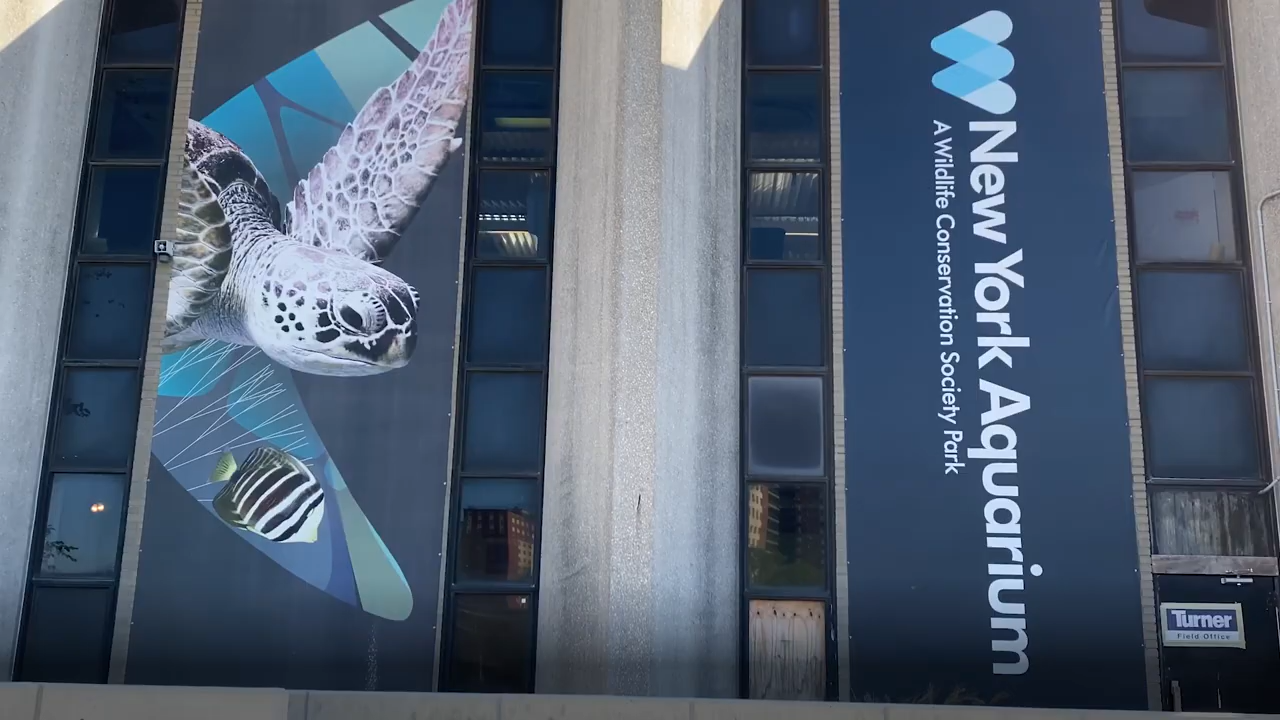 New York Aquarium
A Wildlife Conservation Society Park
Turner
Field Office